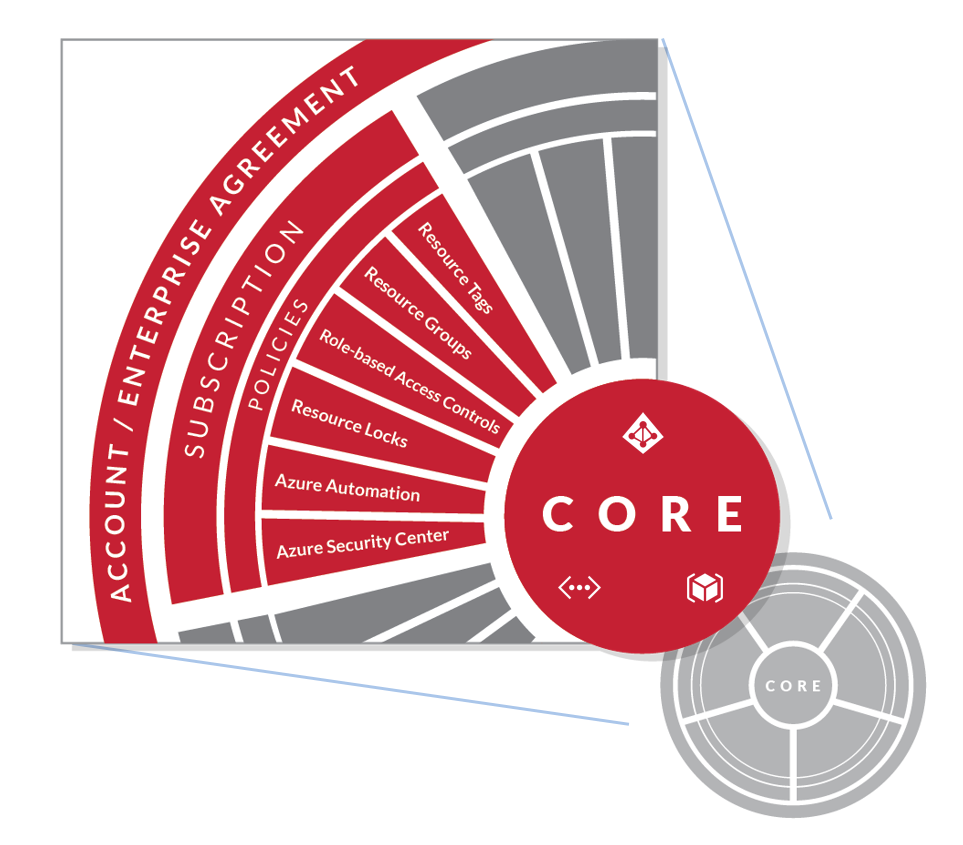 ACCOUNT / ENTERPRISE AGREEMENT
SUBSCRIPTION
POLICIES
Resource Tags
Resource Groups
Role-based Access Controls
Resource Locks
Azure Automation
Azure Security Center
CORE
CORE